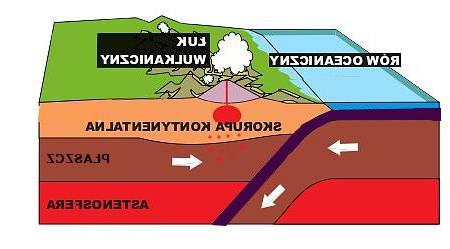 ŁUK
WULKANICZNY
RÓW OCEANICZNY
SKORUPA KONTYNENTALNA
PŁASZCZ
ASTENOSFERA